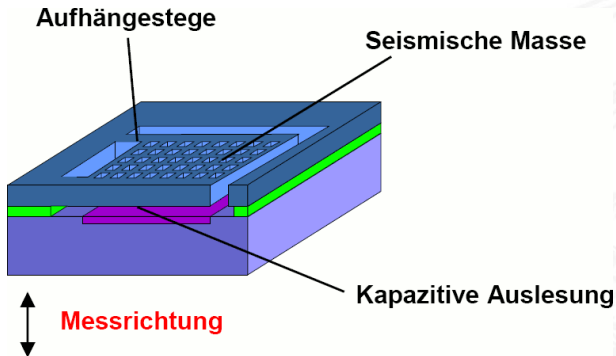 Aufhängestege
Seismische Masse
Kapazitive Auslesung
Messrichtung